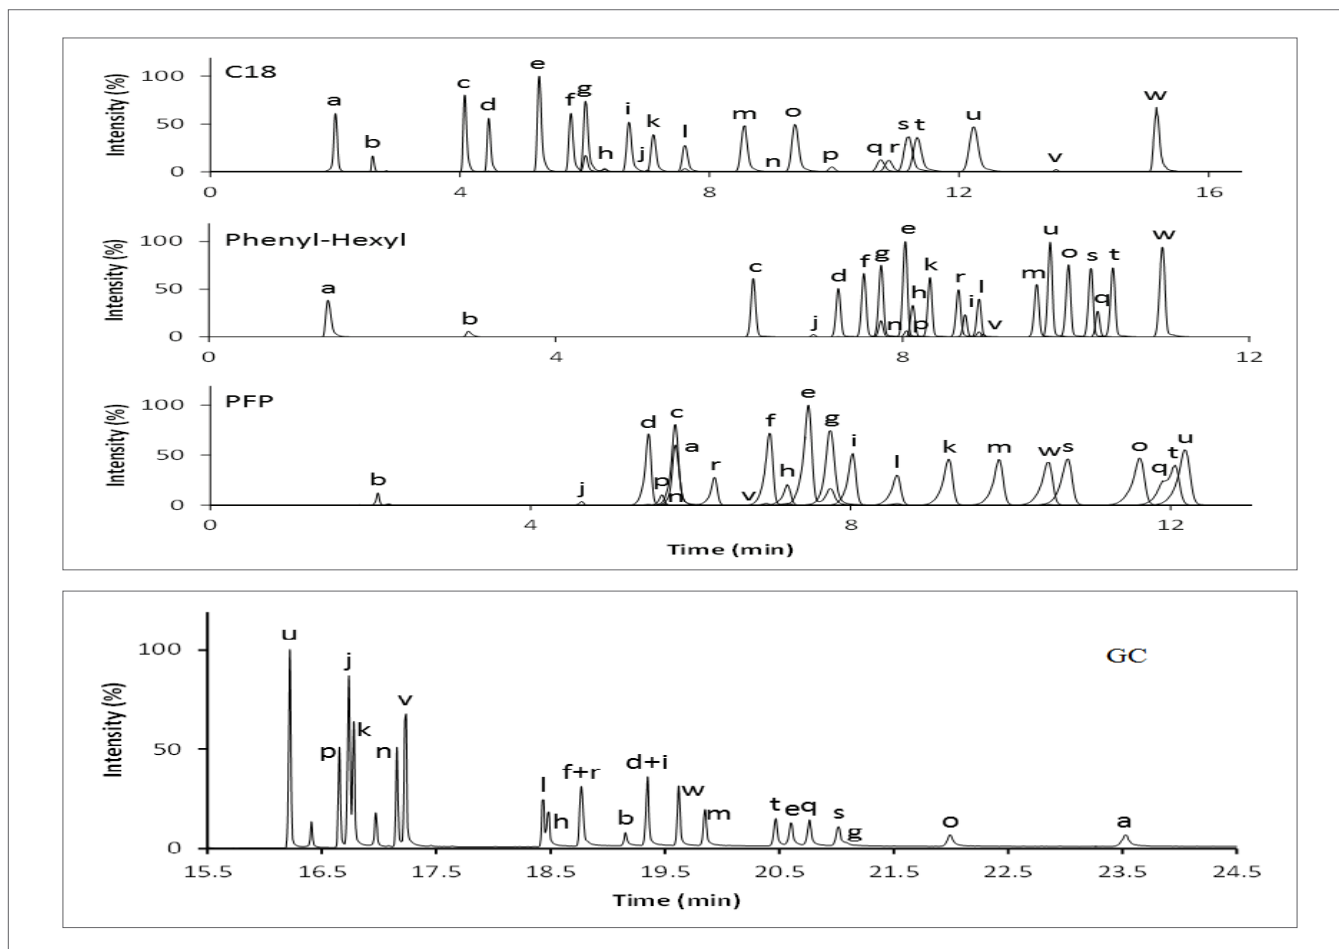 C18
Intensity (%)
100
50
0
a b c d e f g h i j k l m n o p q r s t u v w
0 4 8 12 16
Phenyl-Hexyl
Intensity (%)
100
50
0
a b c j d f g n e h p k r i l v m u o s q t w
0 4 8 12
PFP
Intensity (%)
100
50
0
b j d p c n a r v f h e g i l k m w s o q t u
0 4 8 12
Time (min)
GC
Intensity (%)
100
50
0
u p j k n v l h f+r b d+i w m t e q s g o a
15.5 16.5 17.5 18.5 19.5 20.5 21.5 22.5 23.5 24.5
Time (min)